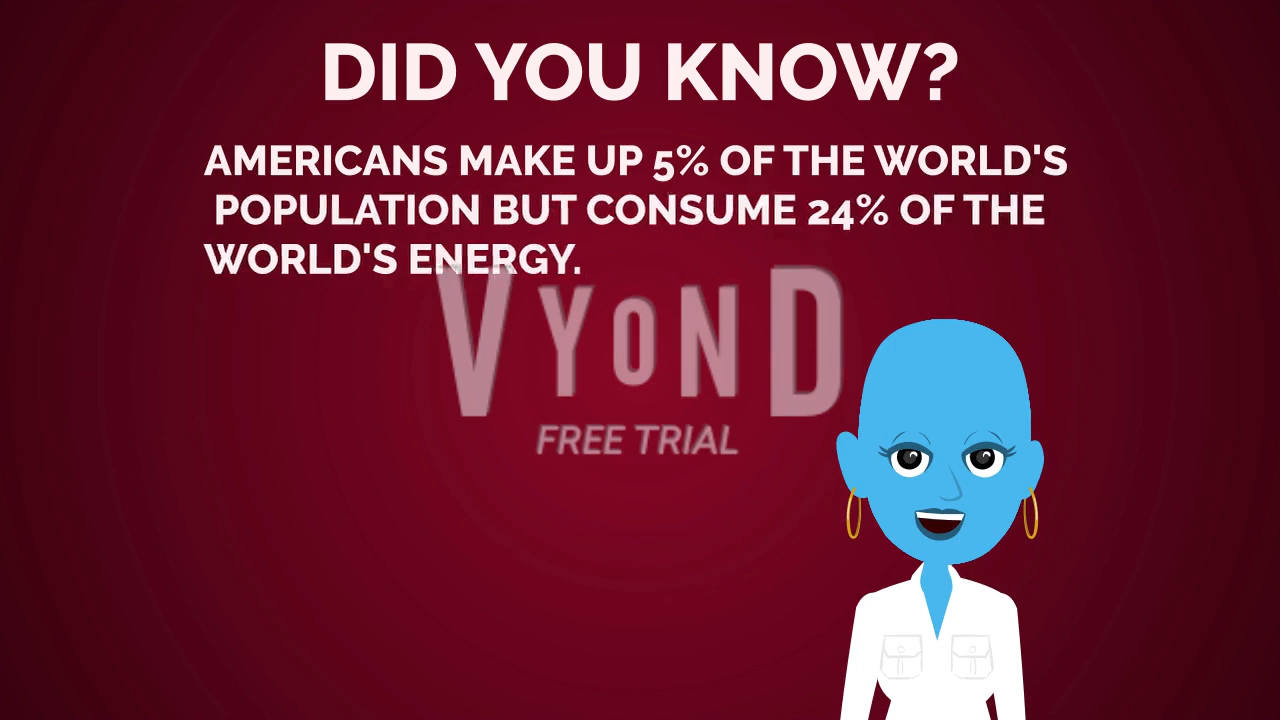 DID YOU KNOW?
AMERICANS MAKE UP 5% OF THE WORLD'S
POPULATION BUT CONSUME 24% OF THE
WORLD'S ENERGY.
VYOND
FREE TRIAL